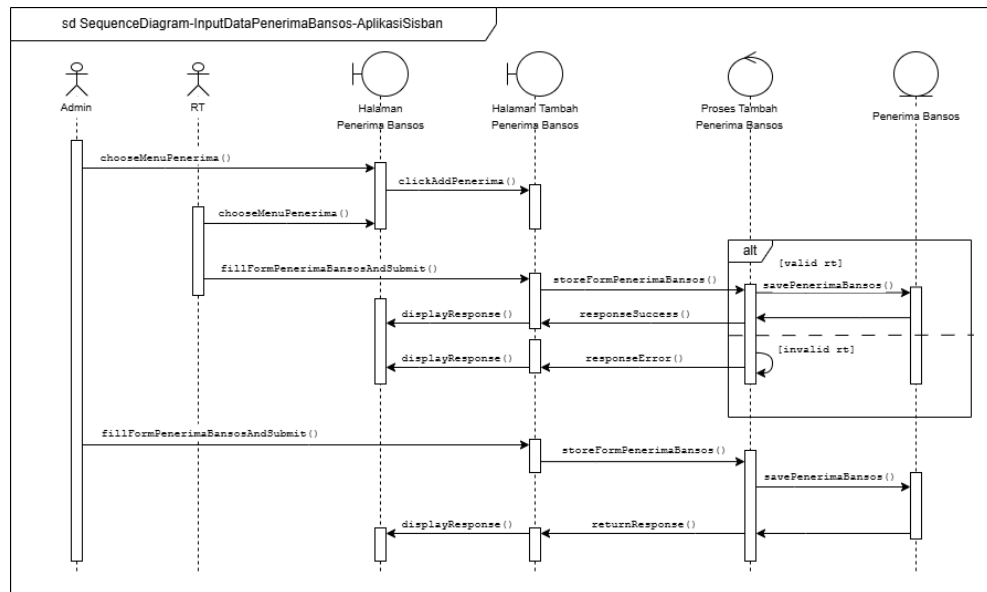 sd SequenceDiagram-InputDataPenerimaBansos-AplikasiSisban
Admin
RT
Halaman
Penerima Bansos
Halaman Tambah
Penerima Bansos
Proses Tambah
Penerima Bansos
Penerima Bansos
chooseMenuPenerima()
clickAddPenerima()
chooseMenuPenerima()
alt
[valid rt]
fillFormPenerimaBansosAndSubmit()
storeFormPenerimaBansos()
savePenerimaBansos()
displayResponse()
responseSuccess()
[invalid rt]
displayResponse()
responseError()
fillFormPenerimaBansosAndSubmit()
storeFormPenerimaBansos()
savePenerimaBansos()
displayResponse()
returnResponse()